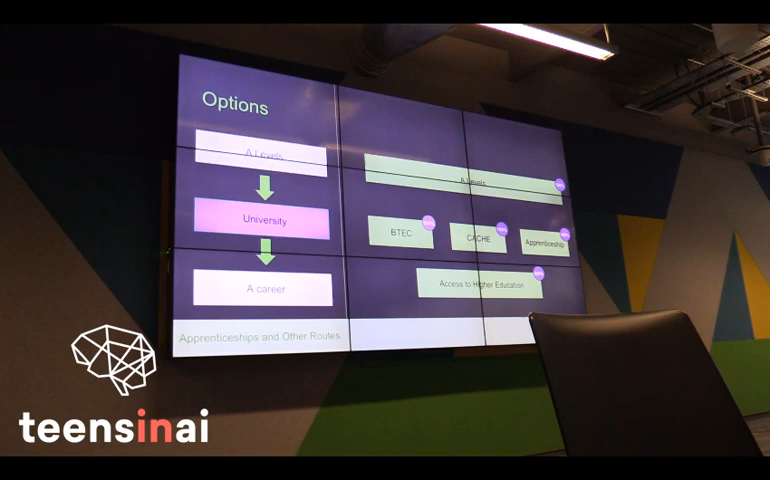 Options
A Levels
University
A career
A Levels
BTEC
CACHE
Apprenticeship
Access to Higher Education
Apprenticeships and Other Routes
teensinai